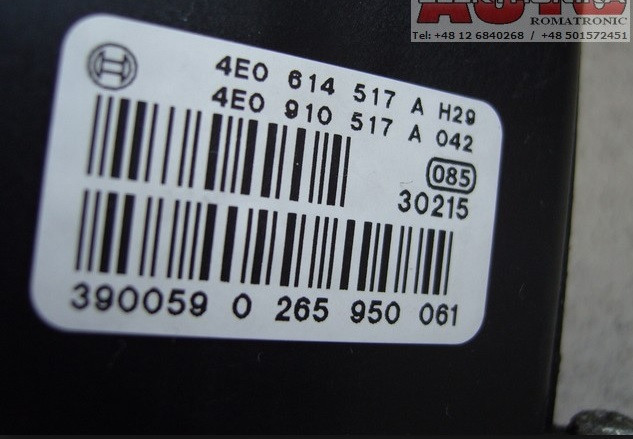 AUTO
ROMATRONIC
Tel: +48 12 6840268 / +48 501572451
4E0 614 517 A H29
4E0 910 517 A 042
085
30215
390059 0 265 950 061